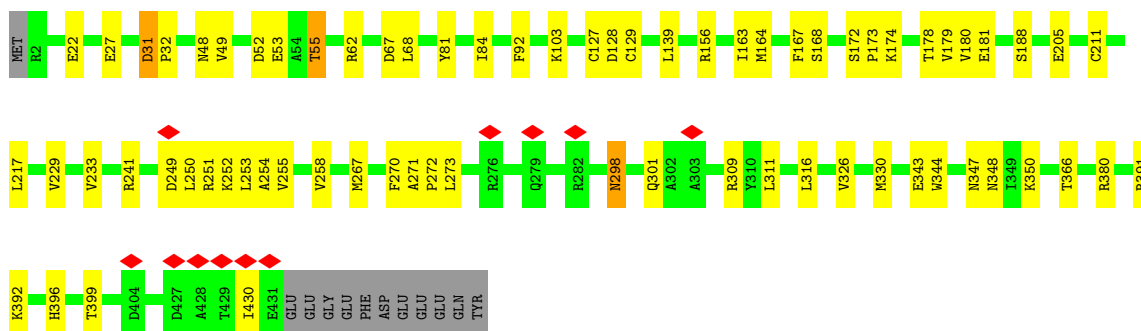 MET R2 E22 E27 D31 P32 N48 V49 D52 E53 A54 T55 R62 D67 L68 Y81 I84 F92 K103 C127 D128 C129 L139 R156 I163 M164 F167 S168 S172 P173 K174 T178 V179 V180 E181 S188 E205 C211
L217 V229 V233 R241 D249 L250 R251 K252 L253 A254 V255 V258 M267 F270 A271 P272 L273 R276 Q279 R282 N298 Q301 A302 A303 R309 Y310 L311 L316 V326 M330 E343 W344 N347 N348 I349 K350 T366 R380
K392 H396 T399 D404 D427 A428 T429 I430 E431 GLU GLU GLY GLU PHE ASP GLU GLU GLU GLN TYR